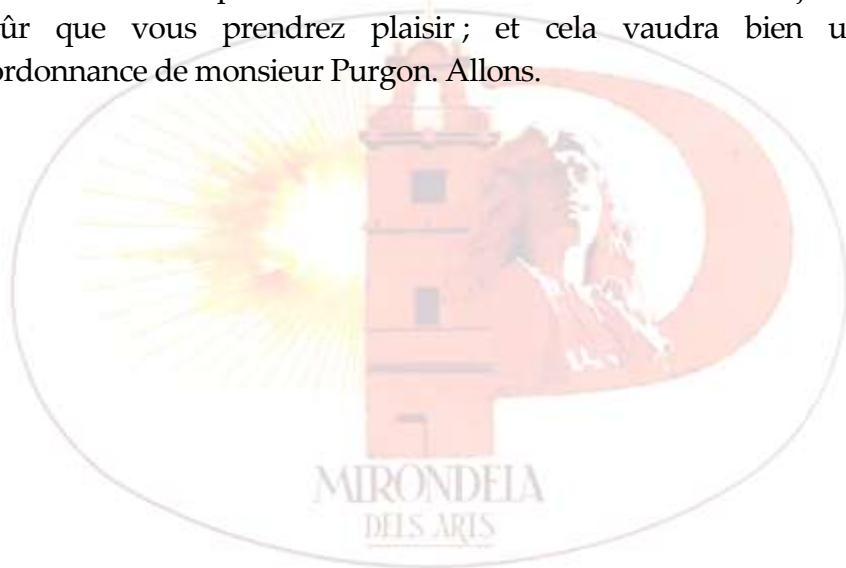 ûr que vous prendrez plaisir ; et cela vaudra bien u
ordonnance de monsieur Purgon. Allons.
MIRONDELA
DELS ARTS